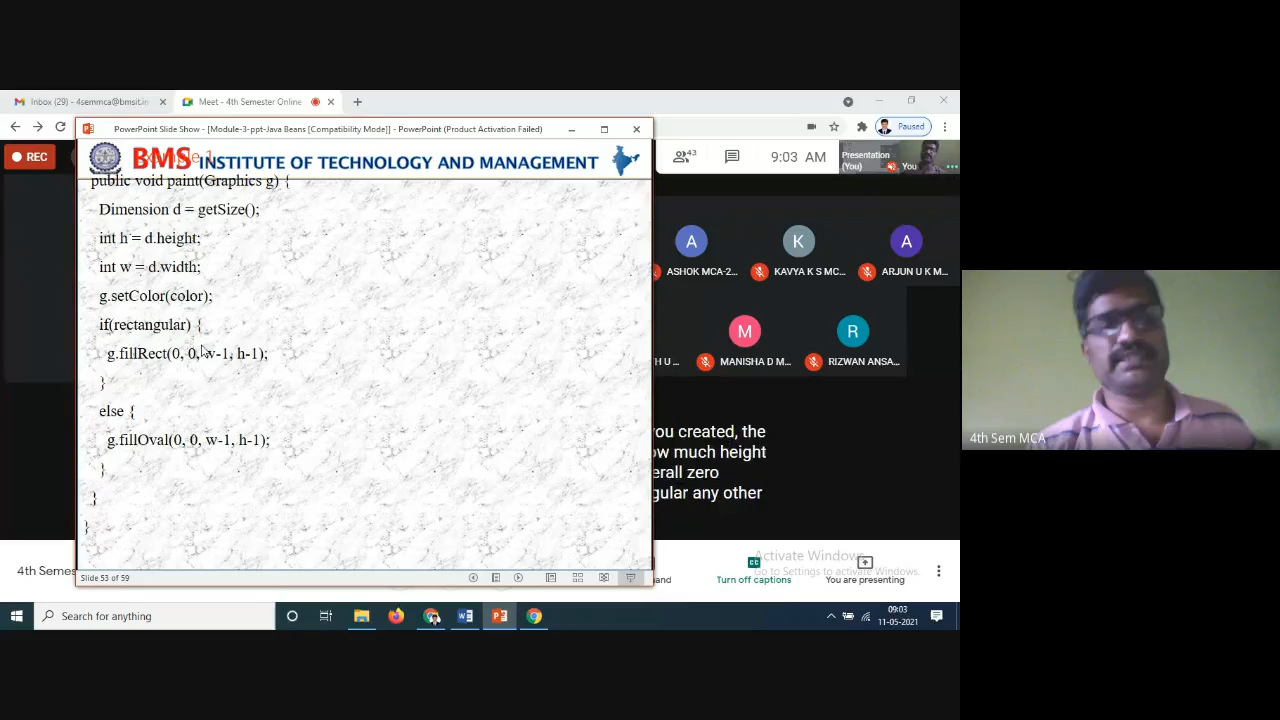 Inbox (29) - 4semmca@bmsit.in
Meet - 4th Semester Online
Paused
PowerPoint Slide Show - [Module-3-ppt-Java Beans [Compatibility Mode]] - PowerPoint (Product Activation Failed)
REC
BMS INSTITUTE OF TECHNOLOGY AND MANAGEMENT
43
9:03 AM
Presentation
(You)
You
public void paint(Graphics g) {
Dimension d = getSize();
int h = d.height;
int w = d.width;
g.setColor(color);
if(rectangular) {
g.fillRect(0, 0, w-1, h-1);
}
else {
g.fillOval(0, 0, w-1, h-1);
}
}
}
A
K
A
ASHOK MCA-2...
KAVYA K S MC...
ARJUN U K M...
M
R
H U ...
MANISHA D M...
RIZWAN ANSA...
4th Sem MCA
ou created, the
ow much height
erall zero
gular any other
Slide 53 of 59
4th Semes
and
Turn off captions
You are presenting
Activate Windows
Go to Settings to activate Windows.
Search for anything
09:03
11-05-2021